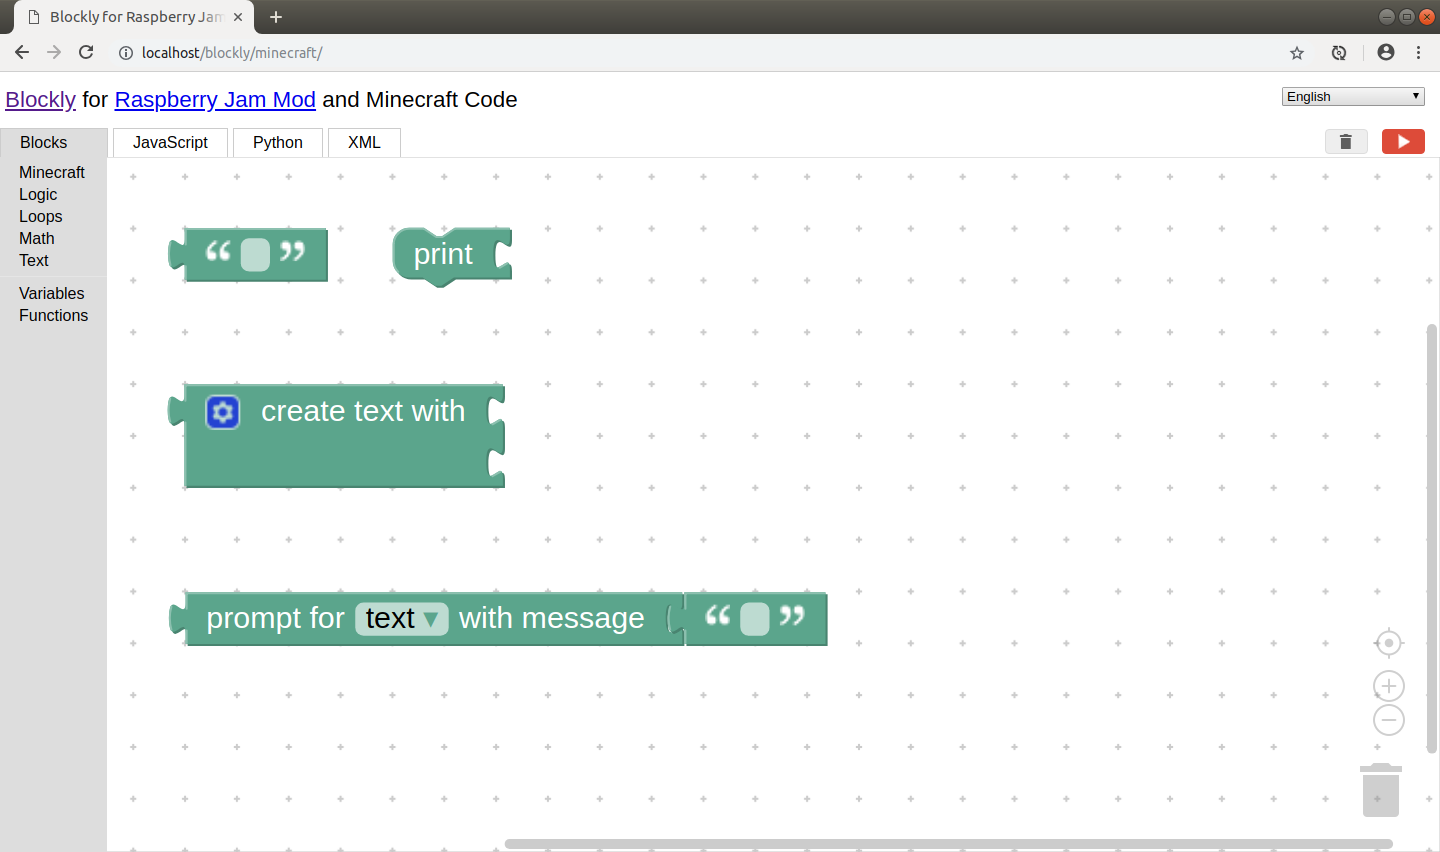 Blockly for Raspberry Jam
localhost/blockly/minecraft/
Blockly for Raspberry Jam Mod and Minecraft Code
English
Blocks
JavaScript
Python
XML
Minecraft
Logic
Loops
Math
Text
Variables
Functions
“ ”
print
create text with
prompt for text with message “ ”